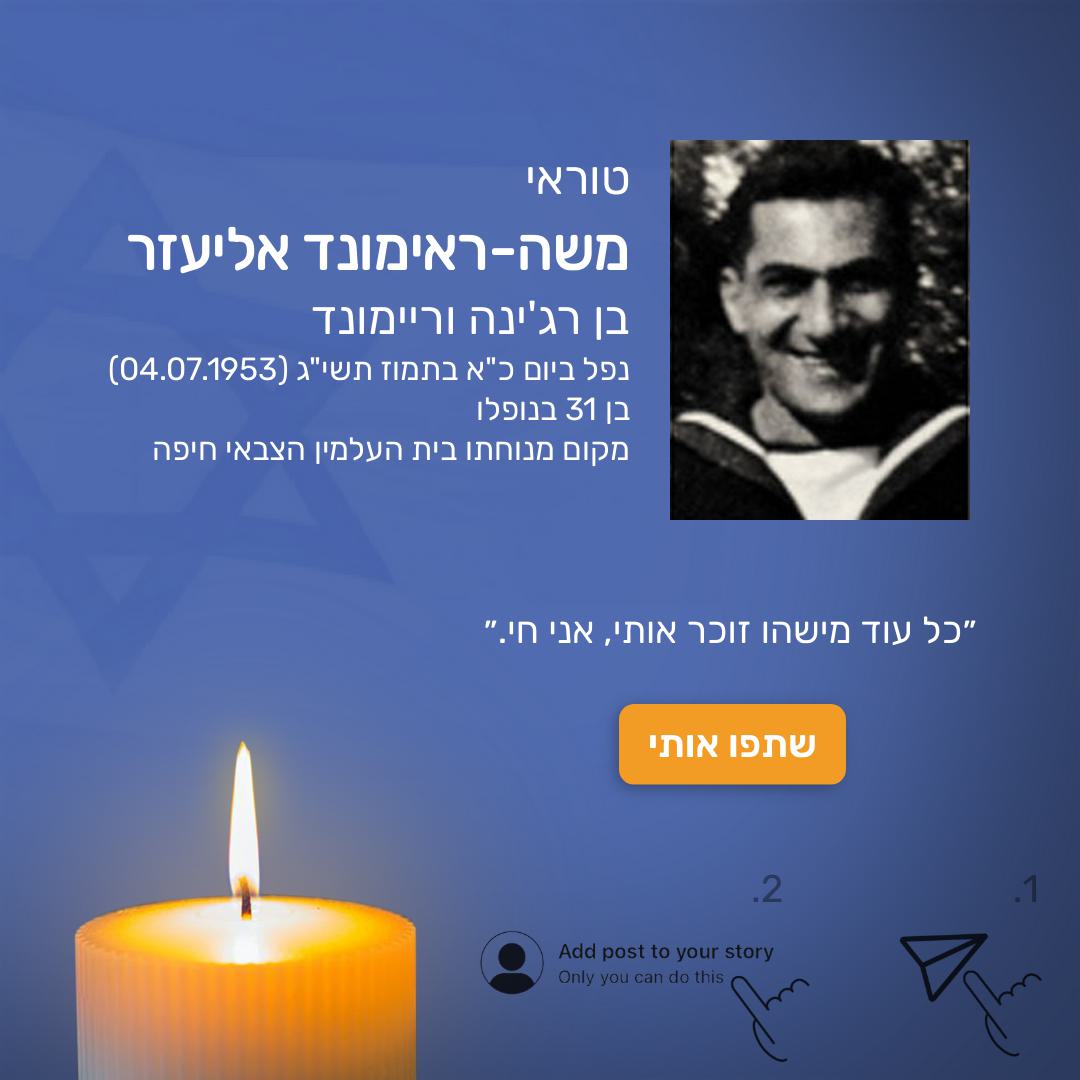 טוראי
משה-ראימונד אליעזר
בן רג'ינה וריימונד
נפל ביום כ"א בתמוז תשי"ג (04.07.1953)
בן 31 בנופלו
מקום מנוחתו בית העלמין הצבאי חיפה
״כל עוד מישהו זוכר אותי, אני חי.״
שתפו אותי
1.
2.
Add post to your story
Only you can do this